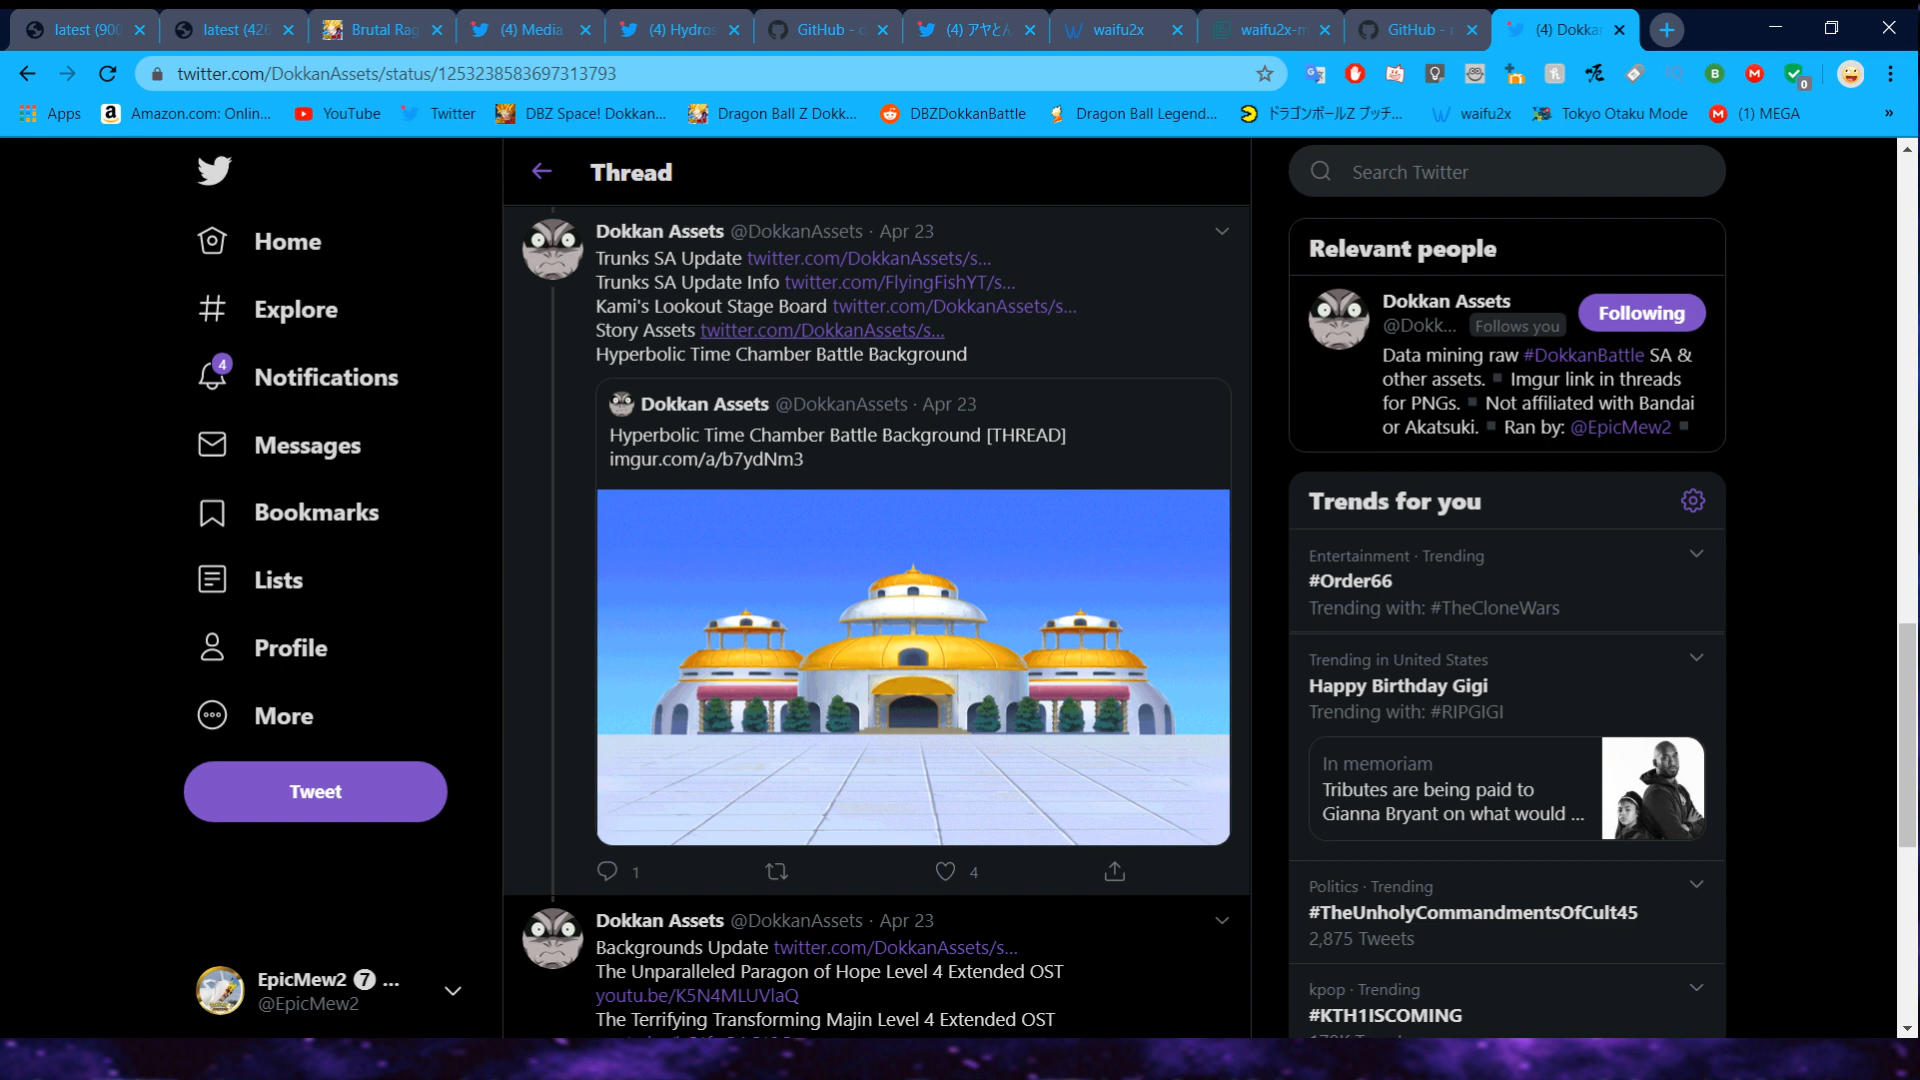 latest (900
latest (426
Brutal Rag
(4) Media
(4) Hydros
GitHub - c
(4) アヤとん
waifu2x
waifu2x-m
GitHub - r
(4) Dokka
twitter.com/DokkanAssets/status/1253238583697313793
Apps
Amazon.com: Onlin...
YouTube
Twitter
DBZ Space! Dokkan...
Dragon Ball Z Dokk...
DBZDokkanBattle
Dragon Ball Legend...
ドラゴンボールZ ブッチ...
waifu2x
Tokyo Otaku Mode
(1) MEGA
»
Home
Explore
4
Notifications
Messages
Bookmarks
Lists
Profile
More
Tweet
EpicMew2 7 ...
@EpicMew2
Thread
Dokkan Assets @DokkanAssets · Apr 23
Trunks SA Update twitter.com/DokkanAssets/s...
Trunks SA Update Info twitter.com/FlyingFishYT/s...
Kami's Lookout Stage Board twitter.com/DokkanAssets/s...
Story Assets twitter.com/DokkanAssets/s...
Hyperbolic Time Chamber Battle Background
Dokkan Assets @DokkanAssets · Apr 23
Hyperbolic Time Chamber Battle Background [THREAD]
imgur.com/a/b7ydNm3
1
4
Dokkan Assets @DokkanAssets · Apr 23
Backgrounds Update twitter.com/DokkanAssets/s...
The Unparalleled Paragon of Hope Level 4 Extended OST
youtu.be/K5N4MLUVlaQ
The Terrifying Transforming Majin Level 4 Extended OST
Search Twitter
Relevant people
Dokkan Assets
@Dokk... Follows you
Following
Data mining raw #DokkanBattle SA &
other assets. ▪ Imgur link in threads
for PNGs. ▪ Not affiliated with Bandai
or Akatsuki. ▪ Ran by: @EpicMew2 ▪
Trends for you
Entertainment · Trending
#Order66
Trending with: #TheCloneWars
Trending in United States
Happy Birthday Gigi
Trending with: #RIPGIGI
In memoriam
Tributes are being paid to
Gianna Bryant on what would ...
Politics · Trending
#TheUnholyCommandmentsOfCult45
2,875 Tweets
kpop · Trending
#KTH1ISCOMING